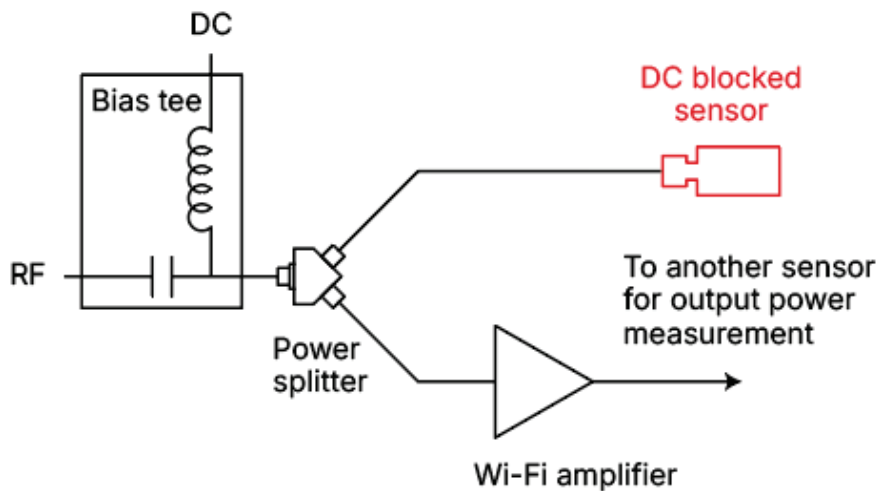 DC
Bias tee
DC blocked
sensor
RF
To another sensor
for output power
measurement
Power
splitter
Wi-Fi amplifier